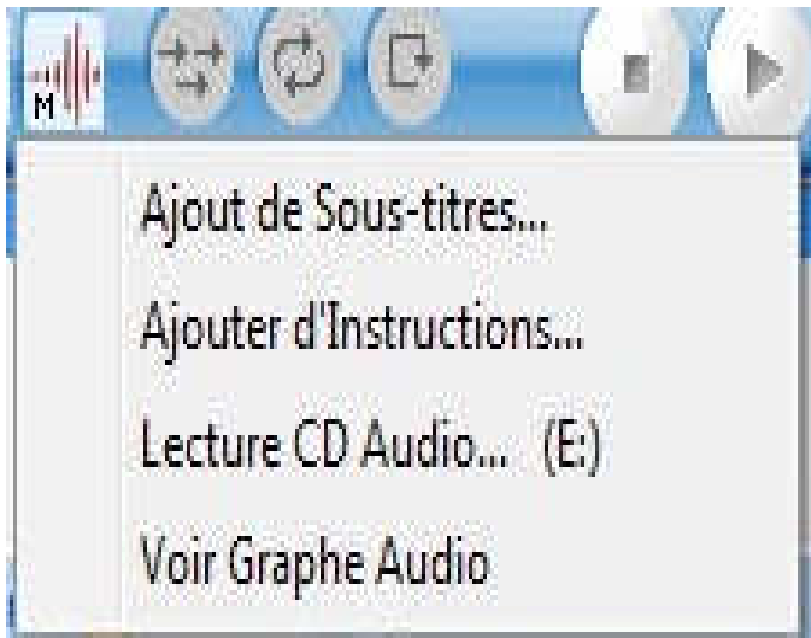 M
Ajout de Sous-titres...
Ajouter d'Instructions...
Lecture CD Audio... (E:)
Voir Graphe Audio